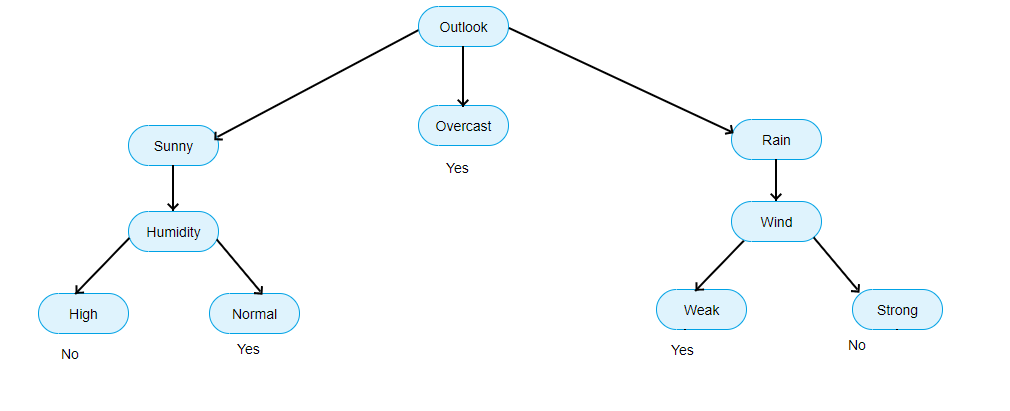 Outlook
Overcast
Yes
Sunny
Rain
Humidity
Wind
High
Normal
Weak
Strong
No
Yes
Yes
No